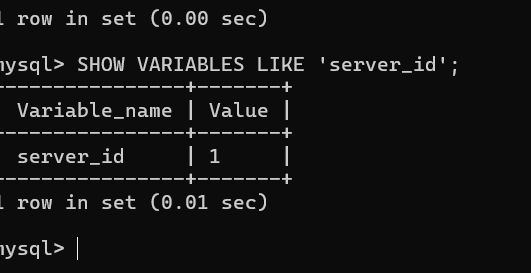 1 row in set (0.00 sec)
mysql> SHOW VARIABLES LIKE 'server_id';
----------------+-------+
Variable_name | Value |
----------------+-------+
server_id | 1 |
----------------+-------+
1 row in set (0.01 sec)
mysql>